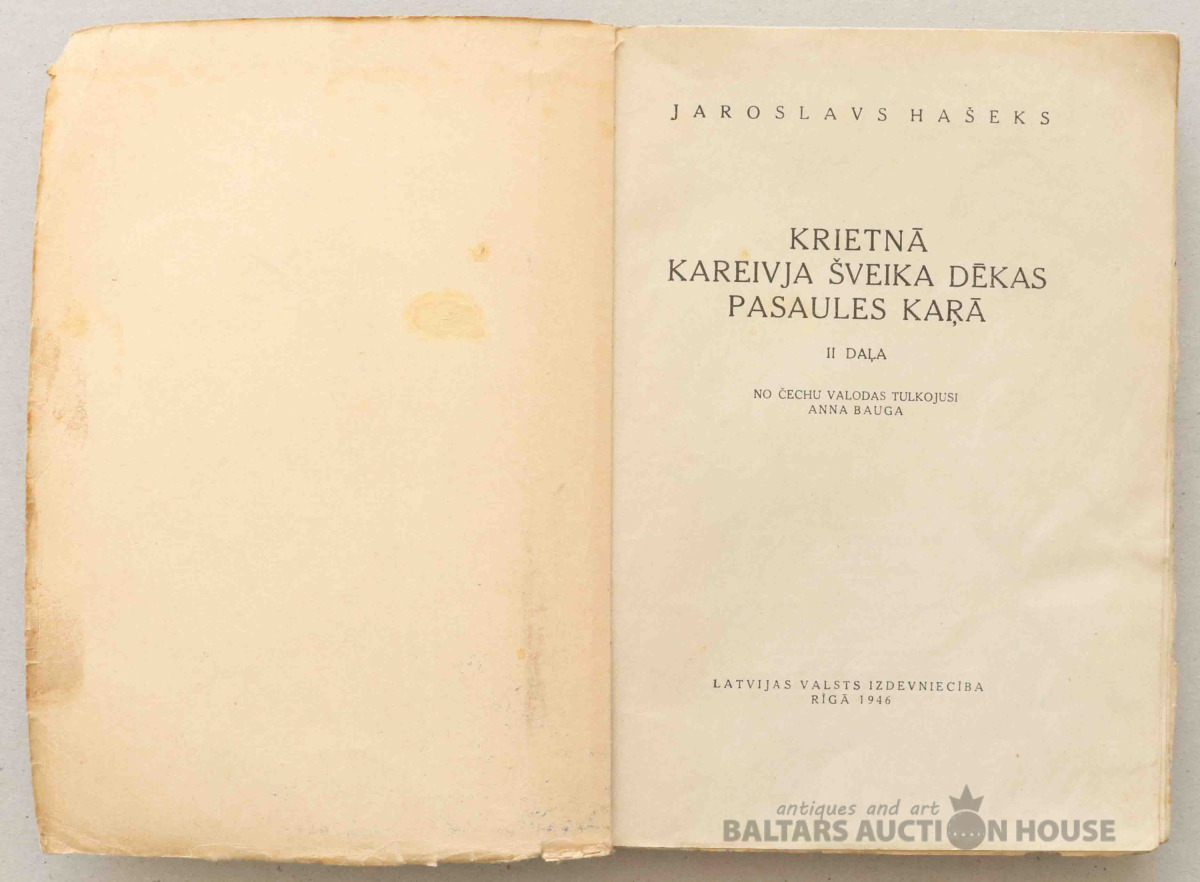 JAROSLAVS HAŠEKS
KRIETNĀ
KAREIVJA ŠVEIKA DĒKAS
PASAULES KAŖĀ
II DAĻA
NO ČECHU VALODAS TULKOJUSI
ANNA BAUGA
LATVIJAS VALSTS IZDEVNIECĪBA
RĪGĀ 1946
antiques and art
BALTARS AUCTION HOUSE